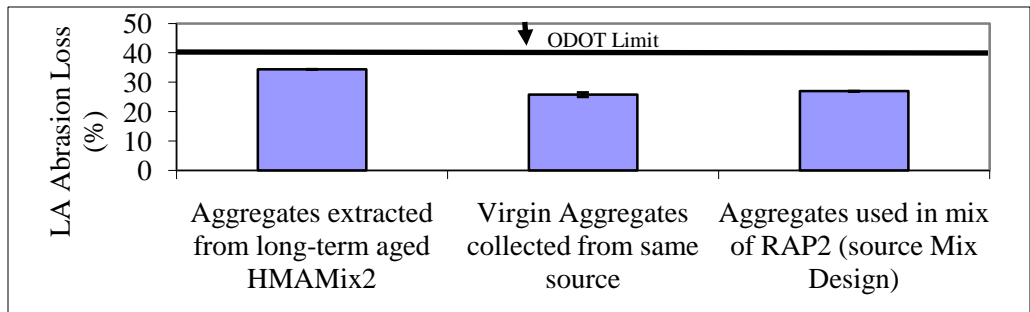 LA Abrasion Loss
(%)
50
40
30
20
10
0
ODOT Limit
Aggregates extracted
from long-term aged
HMAMix2
Virgin Aggregates
collected from same
source
Aggregates used in mix
of RAP2 (source Mix
Design)